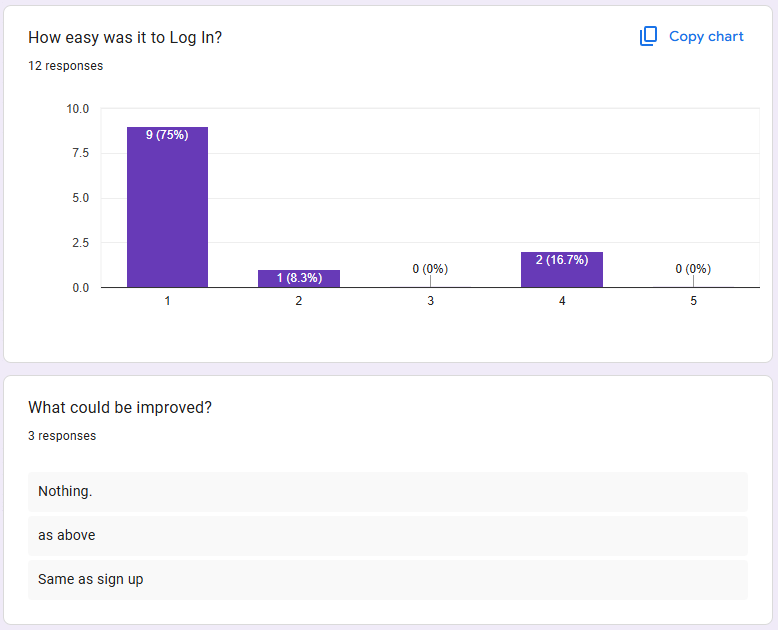 How easy was it to Log In?
Copy chart
12 responses
10.0
7.5
5.0
2.5
0.0
9 (75%)
1 (8.3%)
0 (0%)
2 (16.7%)
0 (0%)
1 2 3 4 5
What could be improved?
3 responses
Nothing.
as above
Same as sign up